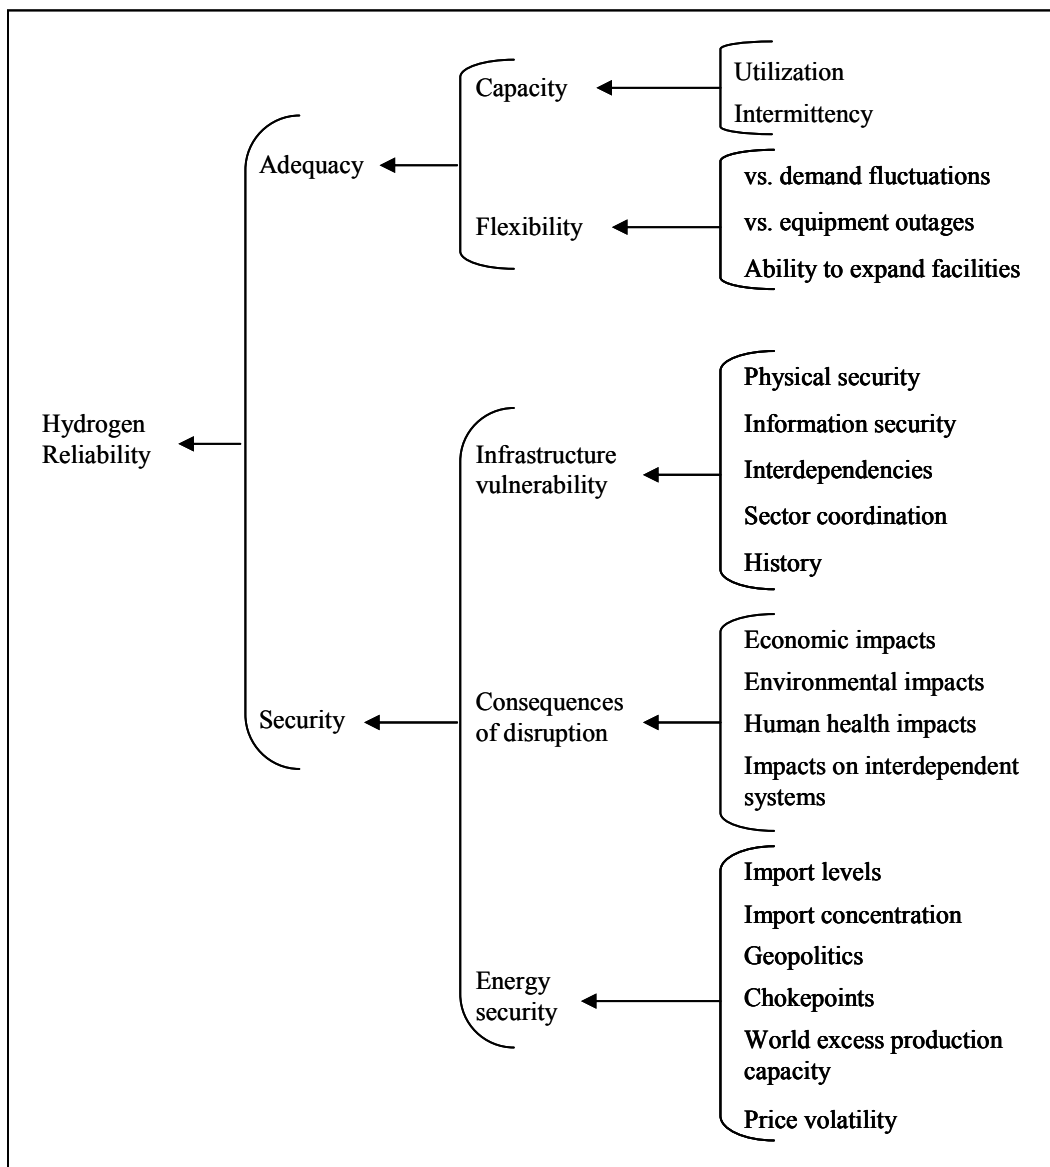 Utilization
Capacity
Intermittency
Adequacy
vs. demand fluctuations
Flexibility
vs. equipment outages
Ability to expand facilities
Hydrogen
Reliability
Physical security
Information security
Infrastructure
vulnerability
Interdependencies
Sector coordination
History
Economic impacts
Environmental impacts
Security
Consequences
of disruption
Human health impacts
Impacts on interdependent
systems
Import levels
Import concentration
Geopolitics
Energy
security
Chokepoints
World excess production
capacity
Price volatility